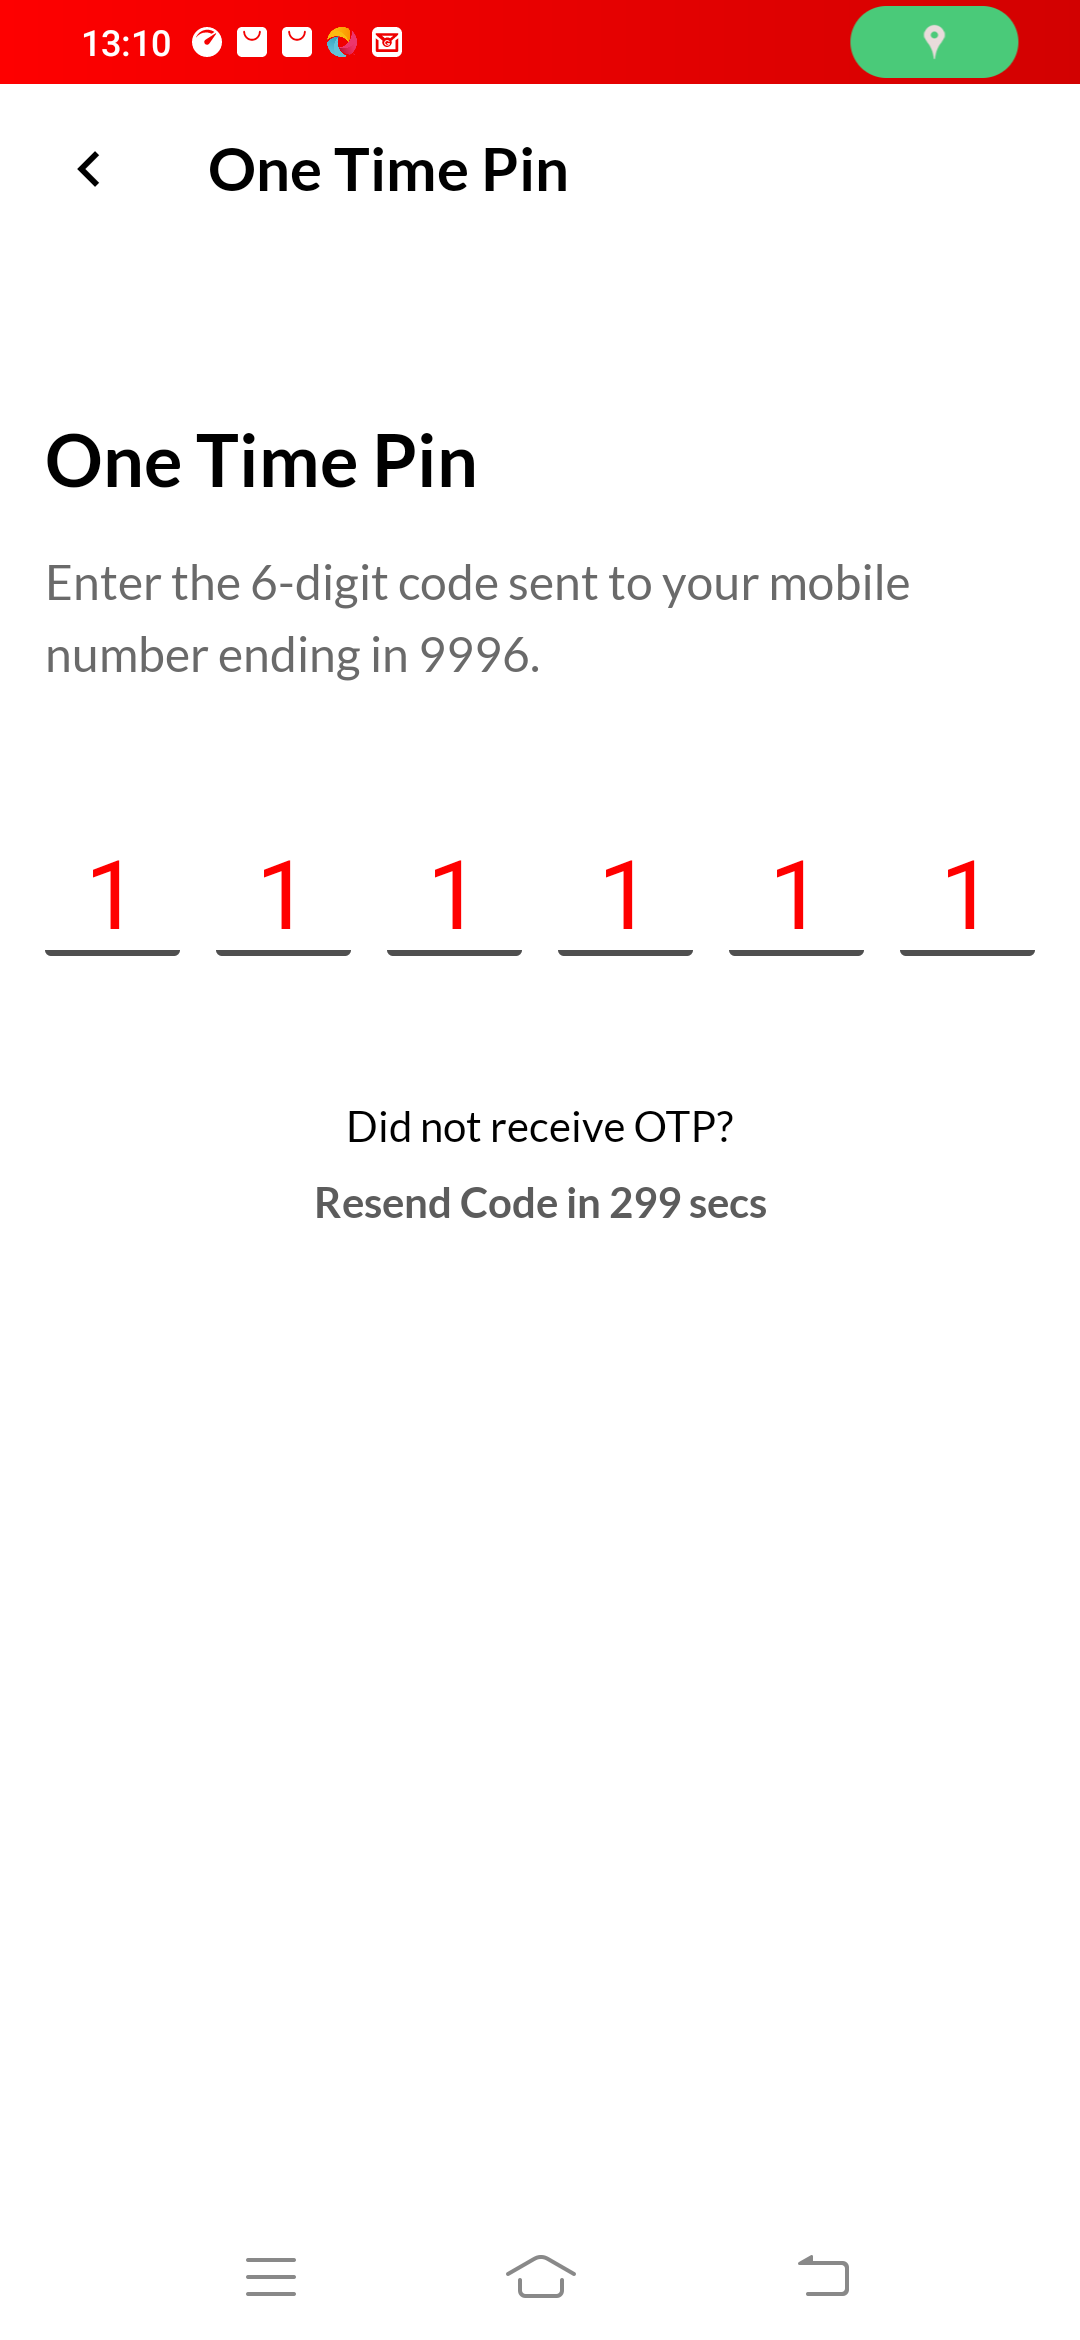 13:10
One Time Pin
One Time Pin
Enter the 6-digit code sent to your mobile
number ending in 9996.
1 1 1 1 1 1
Did not receive OTP?
Resend Code in 299 secs